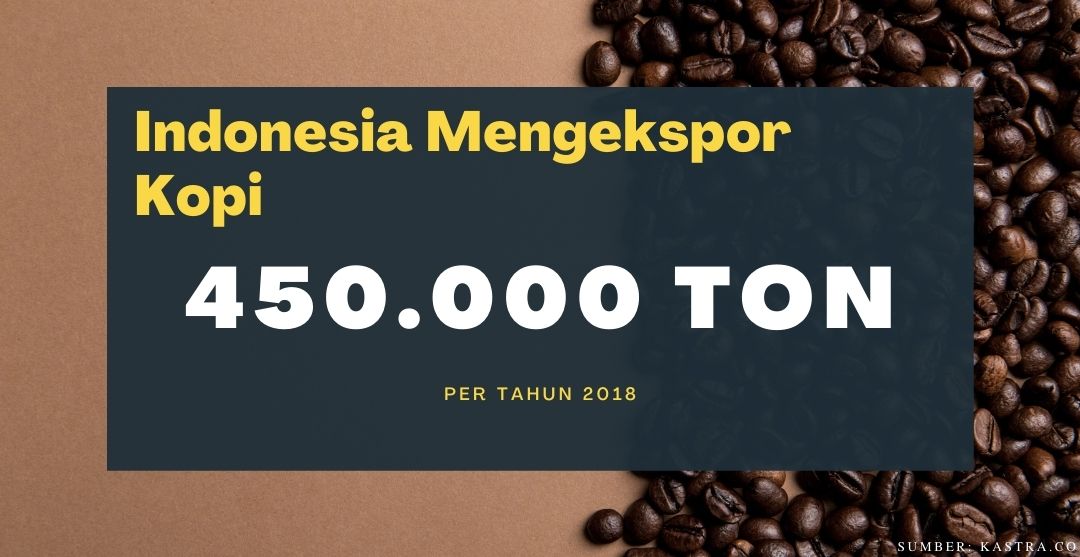 Indonesia Mengekspor
Kopi
450.000 TON
PER TAHUN 2018
SUMBER: KASTRA.CO